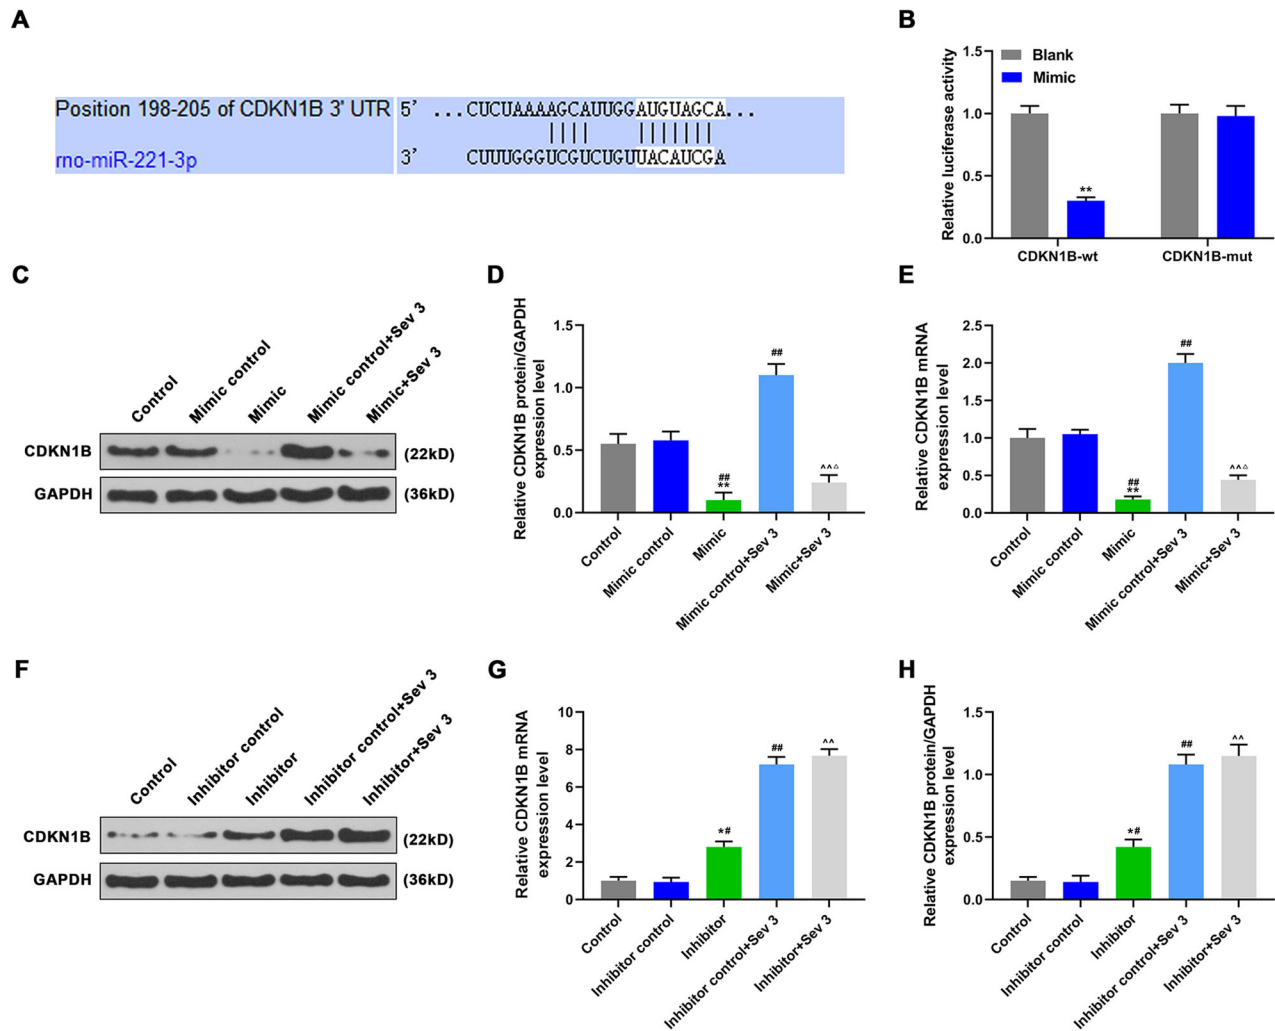 A
Position 198-205 of CDKN1B 3' UTR 5' ...CUCUAAAAGCAUUGGAUGUAGCA...
rno-miR-221-3p 3' CUUUGGGUCGUCUGUUACAUCGA
B
Relative luciferase activity
1.5
1.0
0.5
0.0
Blank
Mimic
**
CDKN1B-wt
CDKN1B-mut
C
Control
Mimic control
Mimic
Mimic control+Sev 3
Mimic+Sev 3
CDKN1B
(22kD)
GAPDH
(36kD)
D
Relative CDKN1B protein/GAPDH
expression level
1.5
1.0
0.5
0.0
##
**
##
^^△
Control
Mimic control
Mimic
Mimic control+Sev 3
Mimic+Sev 3
E
Relative CDKN1B mRNA
expression level
2.5
2.0
1.5
1.0
0.5
0.0
##
**
##
^^△
Control
Mimic control
Mimic
Mimic control+Sev 3
Mimic+Sev 3
F
Control
Inhibitor control
Inhibitor
Inhibitor control+Sev 3
Inhibitor+Sev 3
CDKN1B
(22kD)
GAPDH
(36kD)
G
Relative CDKN1B mRNA
expression level
10
8
6
4
2
0
*#
##
^^
Control
Inhibitor control
Inhibitor
Inhibitor control+Sev 3
Inhibitor+Sev 3
H
Relative CDKN1B protein/GAPDH
expression level
1.5
1.0
0.5
0.0
*#
##
^^
Control
Inhibitor control
Inhibitor
Inhibitor control+Sev 3
Inhibitor+Sev 3